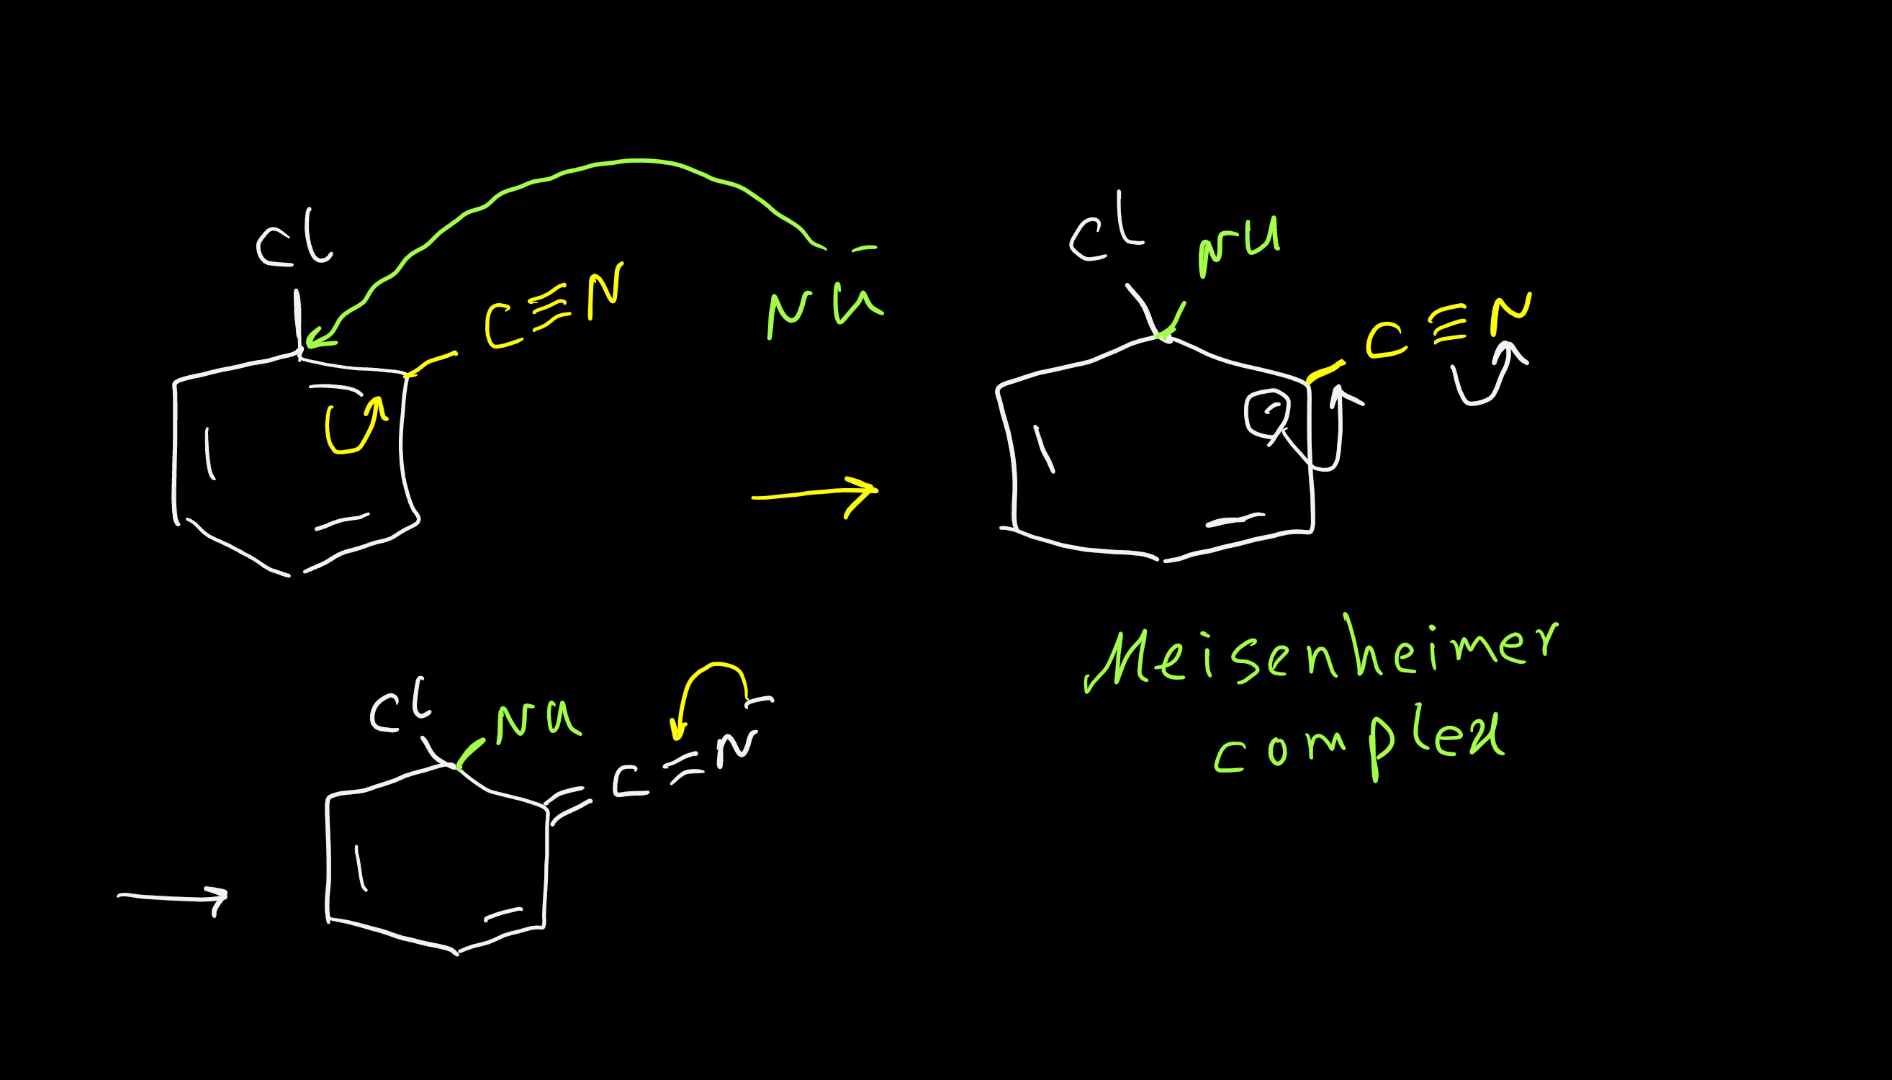 Cl
C≡N
Nu⁻
Cl Nu
C≡N
Meisenheimer
complex
Cl Nu
C=N⁻